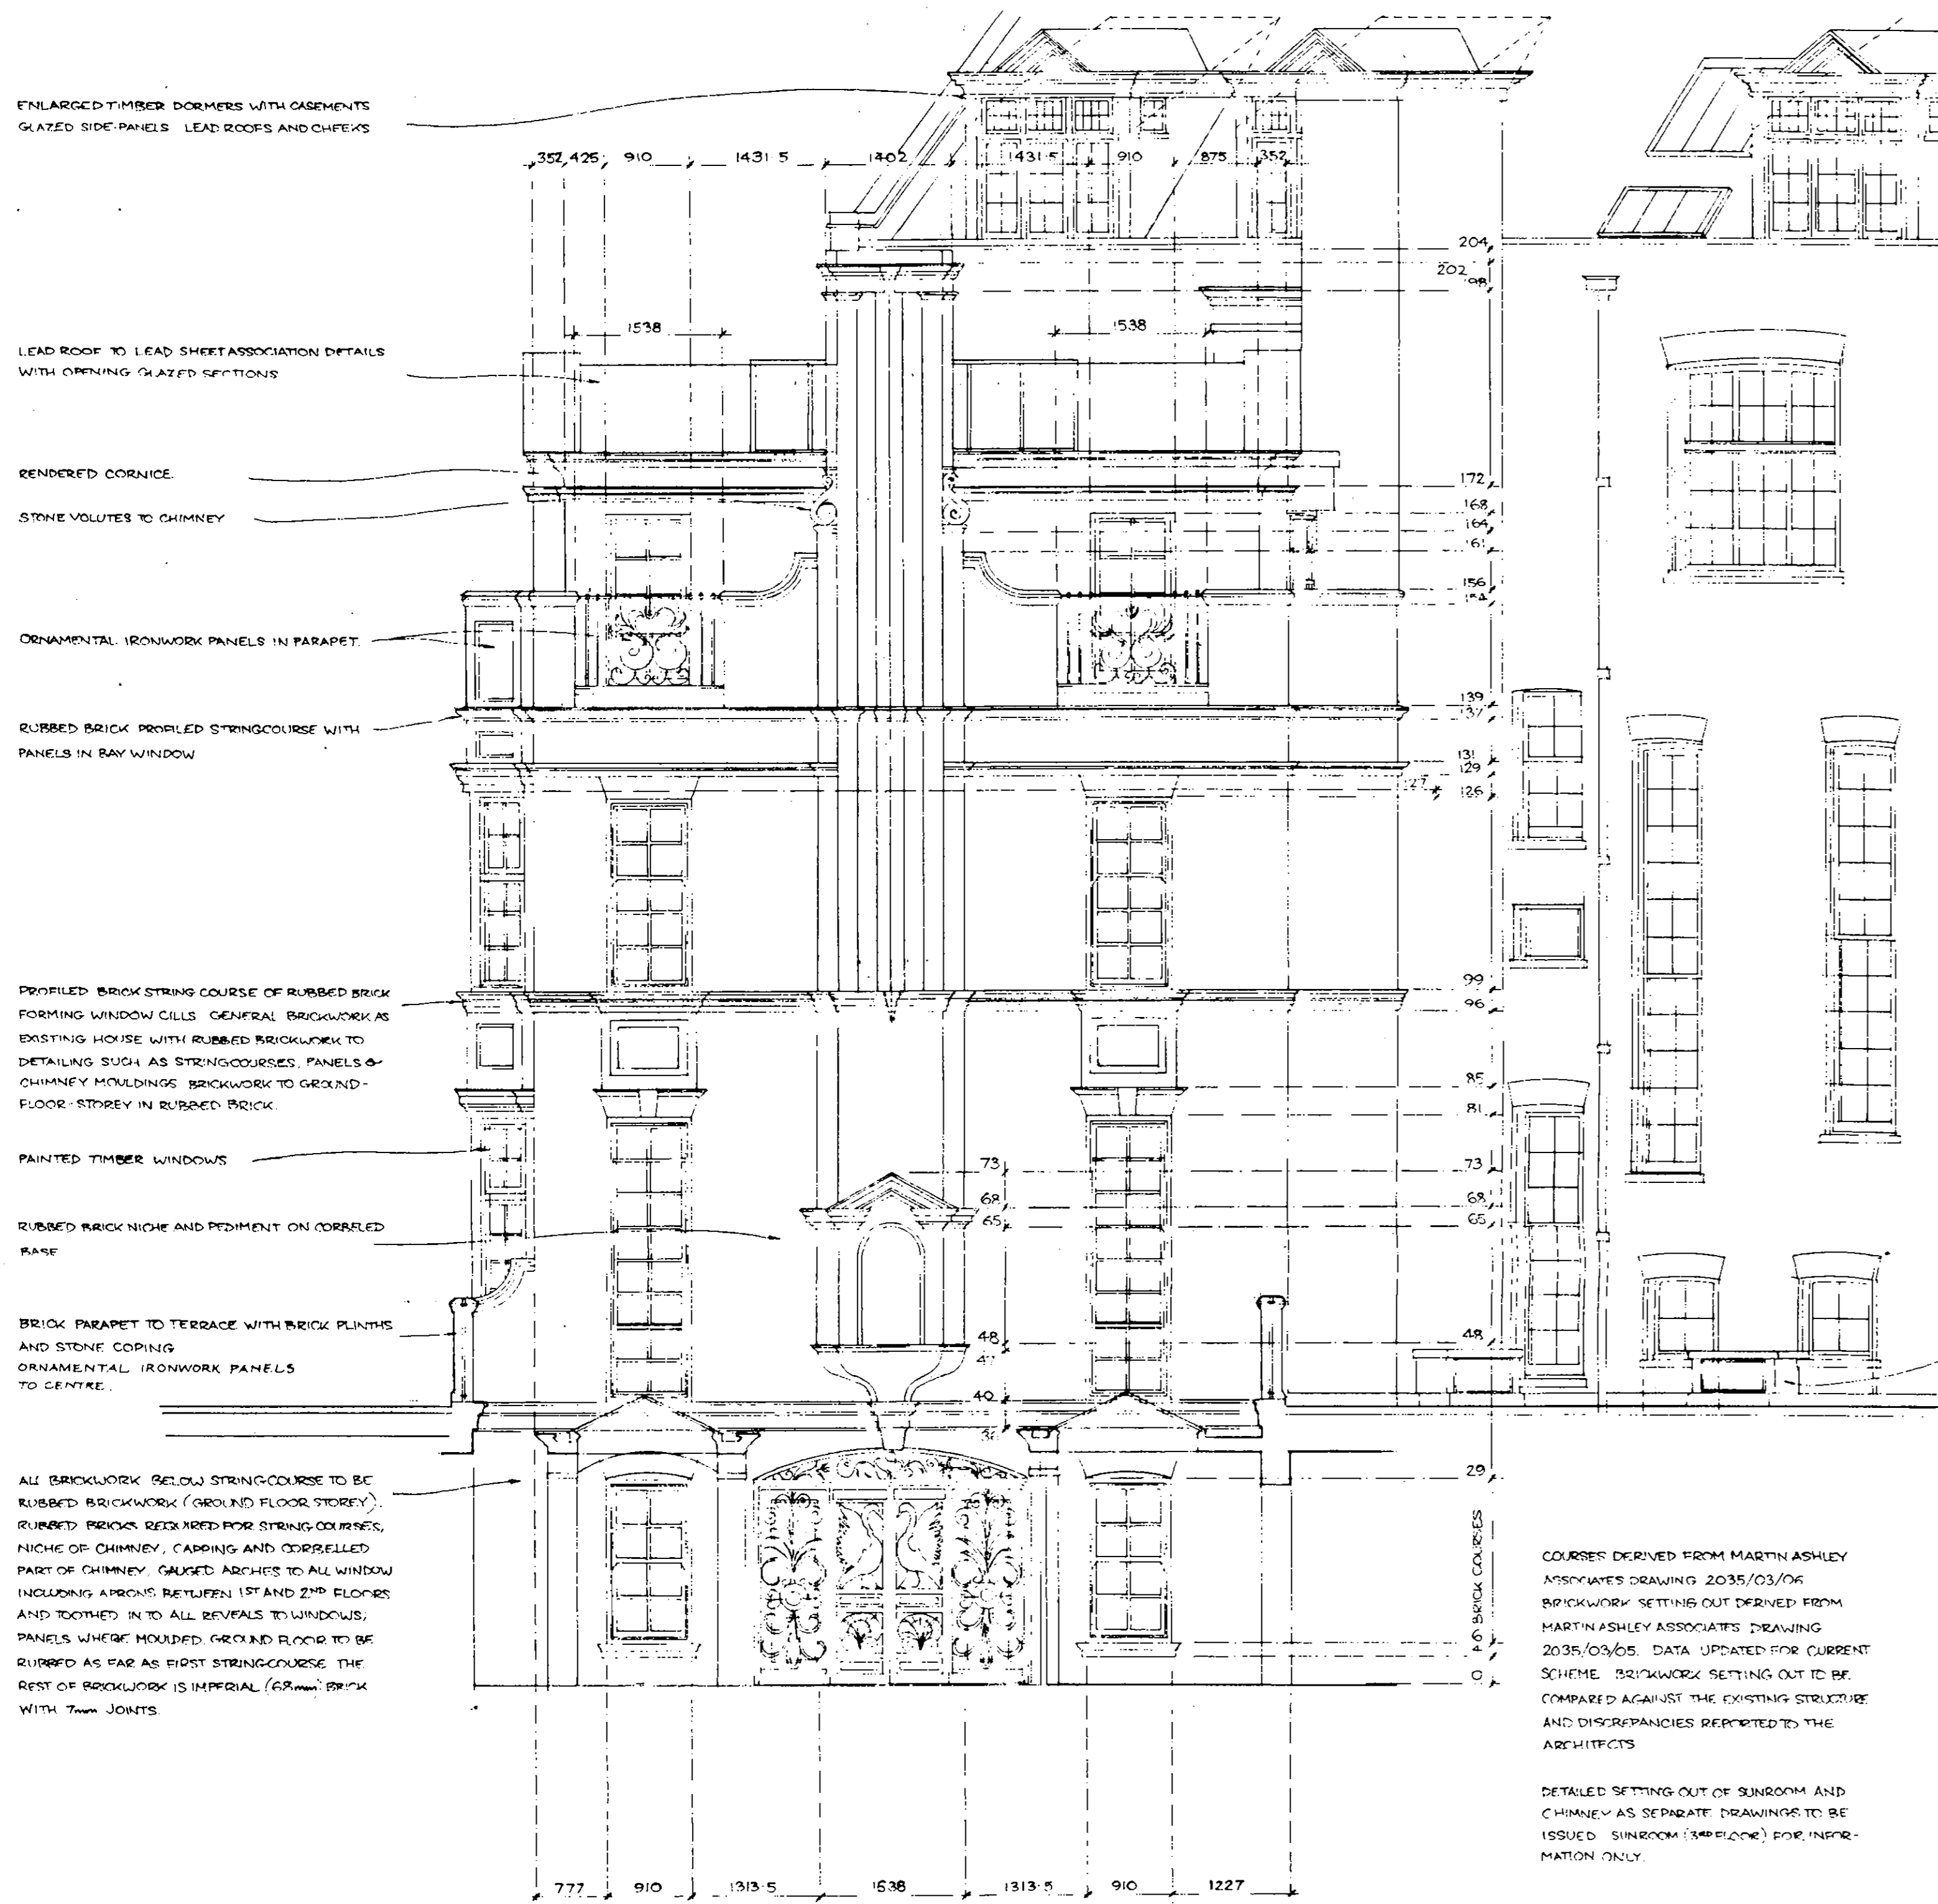 ENLARGED TIMBER DORMERS WITH CASEMENTS
GLAZED SIDE-PANELS LEAD ROOFS AND CHEEKS
352 425 910 1431·5 1402 1431·5 910 875 352
204
202
198
1538 1538
LEAD ROOF TO LEAD SHEET ASSOCIATION DETAILS
WITH OPENING GLAZED SECTIONS
RENDERED CORNICE.
172
STONE VOLUTES TO CHIMNEY
168
164
161
156
154
ORNAMENTAL IRONWORK PANELS IN PARAPET.
139
137
RUBBED BRICK PROFILED STRINGCOURSE WITH
PANELS IN BAY WINDOW
131
129
127 126
99
96
PROFILED BRICK STRING COURSE OF RUBBED BRICK
FORMING WINDOW CILLS GENERAL BRICKWORK AS
EXISTING HOUSE WITH RUBBED BRICKWORK TO
DETAILING SUCH AS STRINGCOURSES, PANELS &
CHIMNEY MOULDINGS BRICKWORK TO GROUND-
FLOOR-STOREY IN RUBBED BRICK.
85
81
PAINTED TIMBER WINDOWS
73 73
68 68
65 65
RUBBED BRICK NICHE AND PEDIMENT ON CORBELED
BASE
BRICK PARAPET TO TERRACE WITH BRICK PLINTHS
AND STONE COPING
ORNAMENTAL IRONWORK PANELS
TO CENTRE.
48 48
47
40
36
29
ALL BRICKWORK BELOW STRINGCOURSE TO BE
RUBBED BRICKWORK (GROUND FLOOR STOREY).
RUBBED BRICKS REQUIRED FOR STRING COURSES,
NICHE OF CHIMNEY, CAPPING AND CORBELLED
PART OF CHIMNEY, GAUGED ARCHES TO ALL WINDOW
INCLUDING APRONS BETWEEN 1ST AND 2ND FLOORS
AND TOOTHED IN TO ALL REVEALS TO WINDOWS;
PANELS WHERE MOULDED. GROUND FLOOR TO BE
RUBBED AS FAR AS FIRST STRINGCOURSE THE
REST OF BRICKWORK IS IMPERIAL (68mm) BRICK
WITH 7mm JOINTS.
0 4 6 BRICK COURSES
COURSES DERIVED FROM MARTIN ASHLEY
ASSOCIATES DRAWING 2035/03/06
BRICKWORK SETTING OUT DERIVED FROM
MARTIN ASHLEY ASSOCIATES DRAWING
2035/03/05. DATA UPDATED FOR CURRENT
SCHEME BRICKWORK SETTING OUT TO BE
COMPARED AGAINST THE EXISTING STRUCTURE
AND DISCREPANCIES REPORTED TO THE
ARCHITECTS
DETAILED SETTING OUT OF SUNROOM AND
CHIMNEY AS SEPARATE DRAWINGS TO BE
ISSUED SUNROOM (3RD FLOOR) FOR INFOR-
MATION ONLY.
777 910 1313·5 1638 1313·5 910 1227